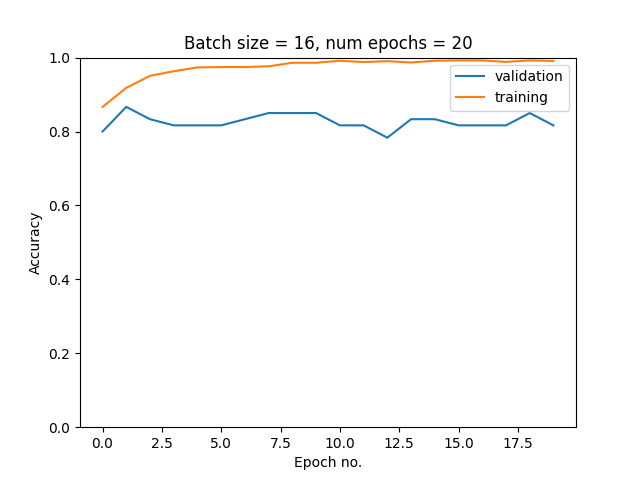 Batch size = 16, num epochs = 20
1.0
0.8
0.6
0.4
0.2
0.0
Accuracy
validation
training
0.0 2.5 5.0 7.5 10.0 12.5 15.0 17.5
Epoch no.